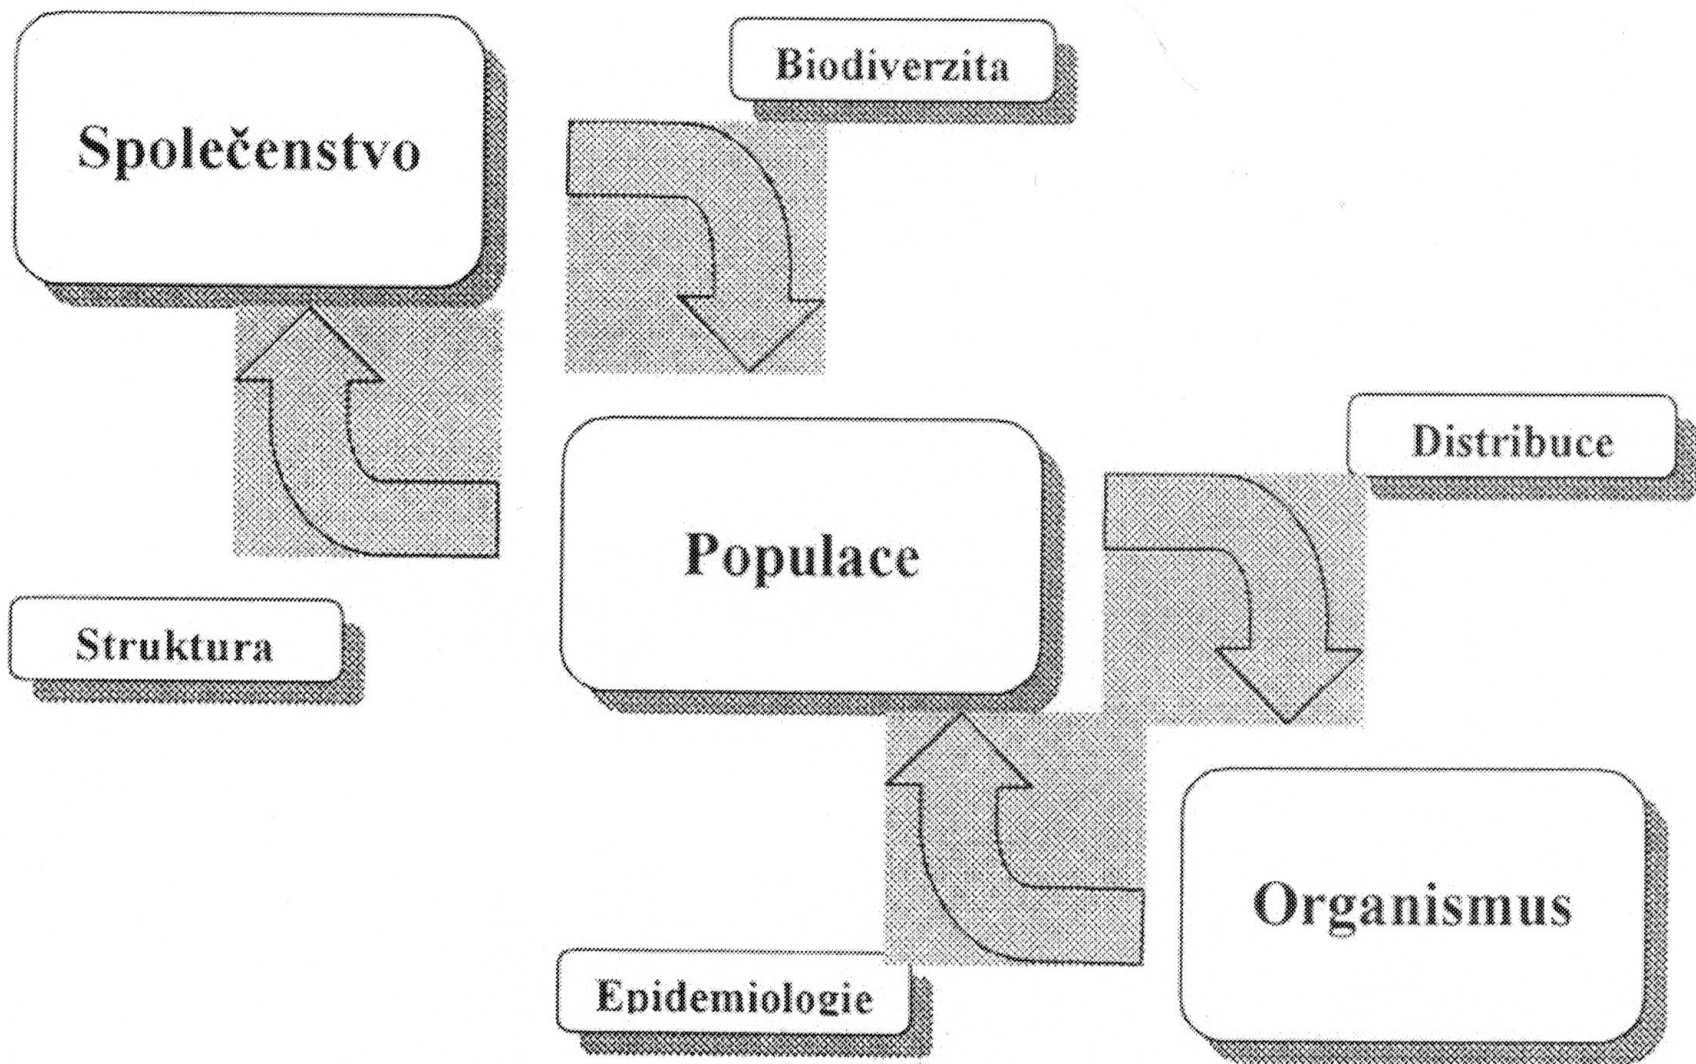 Biodiverzita
Společenstvo
Distribuce
Populace
Struktura
Organismus
Epidemiologie